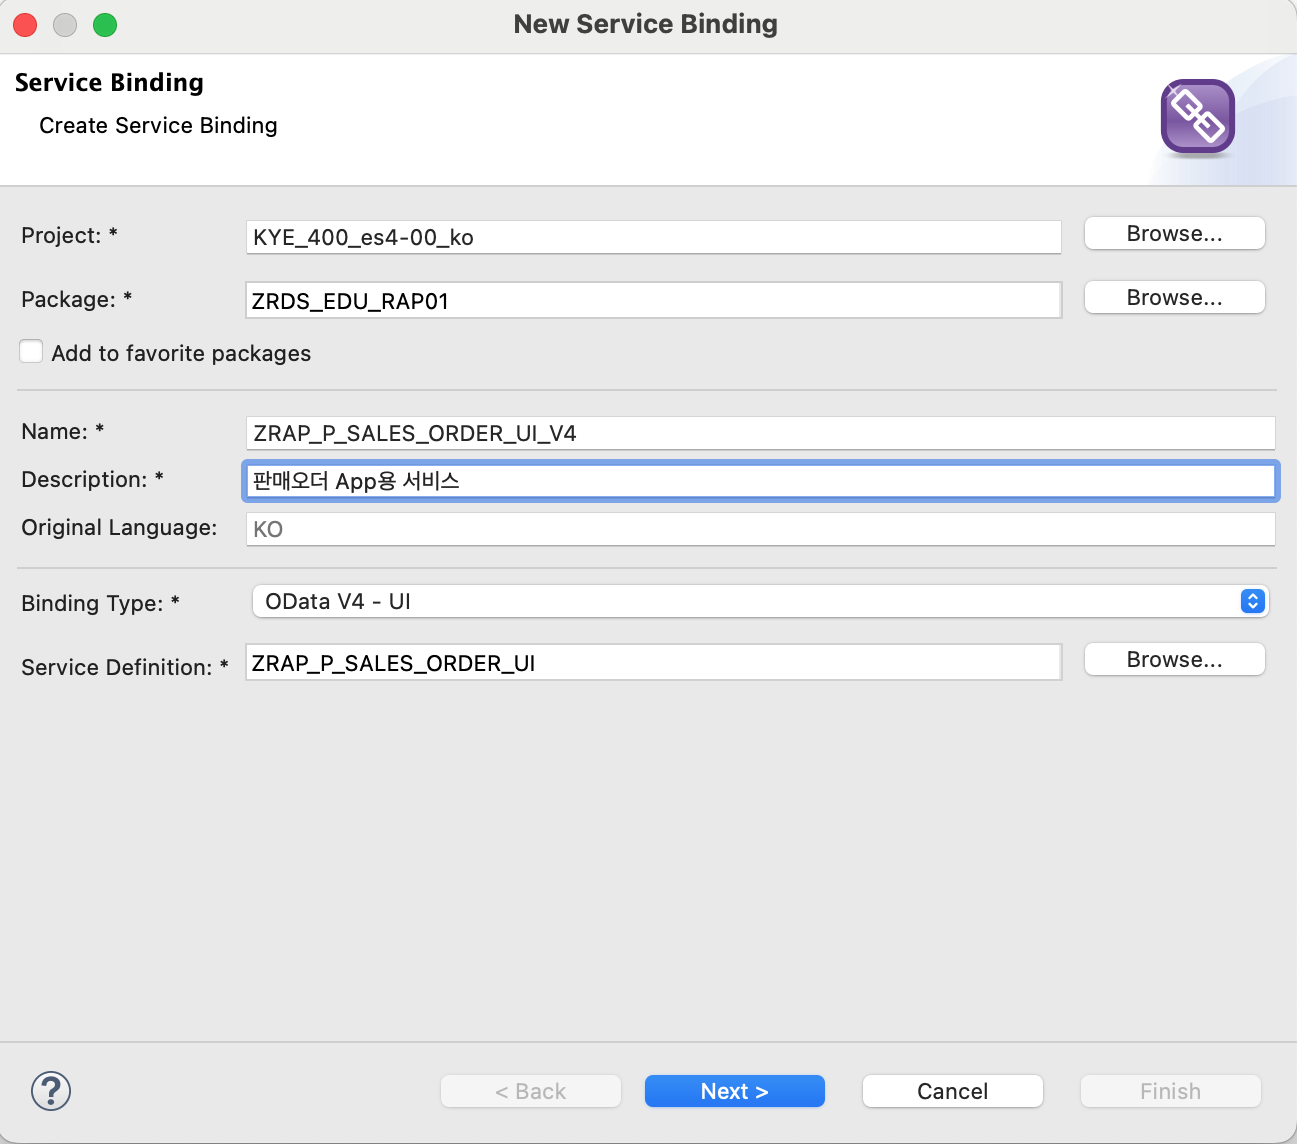 New Service Binding
Service Binding
Create Service Binding
Project: * KYE_400_es4-00_ko Browse...
Package: * ZRDS_EDU_RAP01 Browse...
Add to favorite packages
Name: * ZRAP_P_SALES_ORDER_UI_V4
Description: * 판매오더 App용 서비스
Original Language: KO
Binding Type: * OData V4 - UI
Service Definition: * ZRAP_P_SALES_ORDER_UI Browse...
? < Back Next > Cancel Finish